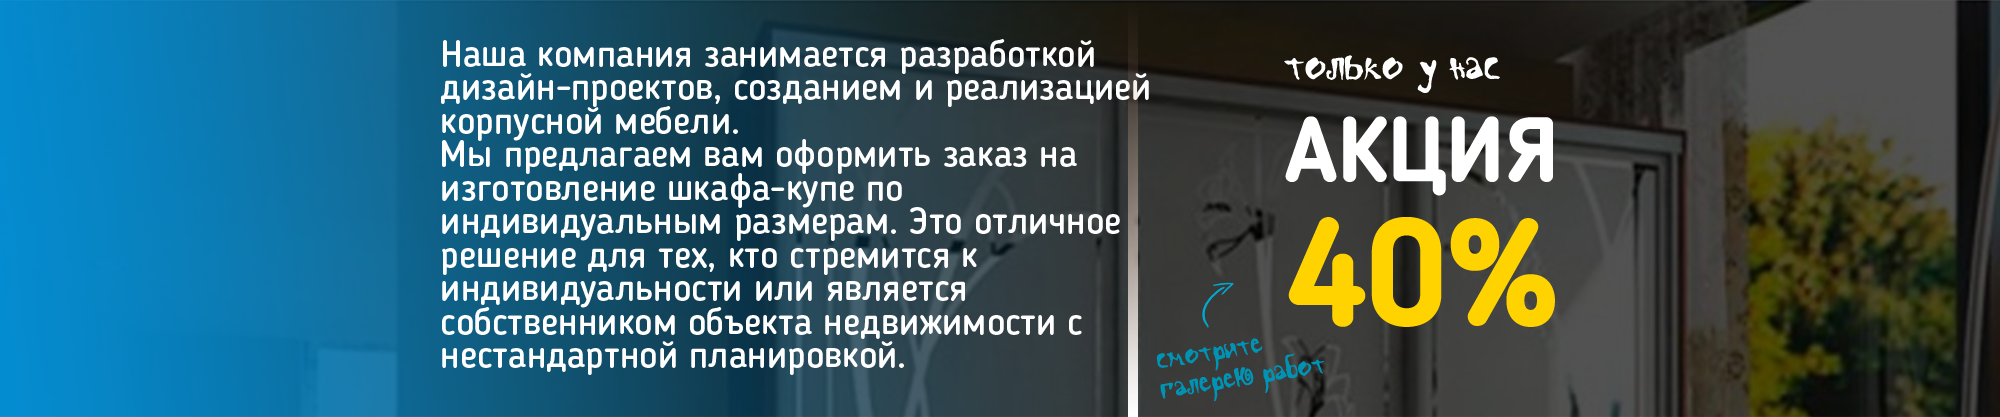 Наша компания занимается разработкой
дизайн-проектов, созданием и реализацией
корпусной мебели.
Мы предлагаем вам оформить заказ на
изготовление шкафа-купе по
индивидуальным размерам. Это отличное
решение для тех, кто стремится к
индивидуальности или является
собственником объекта недвижимости с
нестандартной планировкой.
только у нас
АКЦИЯ
40%
смотрите
галерею работ